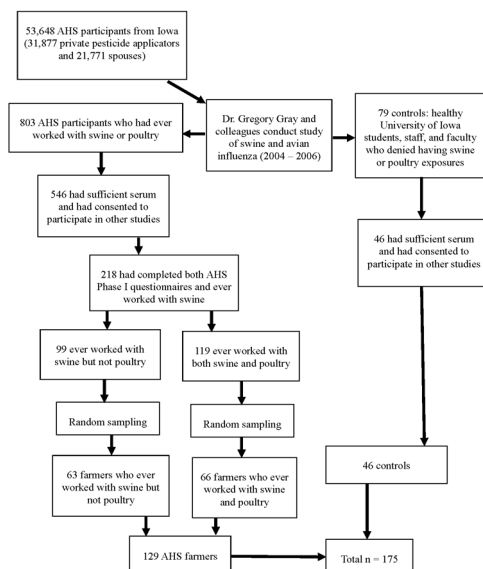 53,648 AHS participants from Iowa
(31,877 private pesticide applicators
and 21,771 spouses)
803 AHS participants who had ever
worked with swine or poultry
Dr. Gregory Gray and
colleagues conduct study
of swine and avian
influenza (2004 – 2006)
79 controls: healthy
University of Iowa
students, staff, and faculty
who denied having swine
or poultry exposures
546 had sufficient serum
and had consented to
participate in other studies
46 had sufficient serum
and had consented to
participate in other studies
218 had completed both AHS
Phase I questionnaires and ever
worked with swine
99 ever worked with
swine but not poultry
119 ever worked with
both swine and poultry
Random sampling
Random sampling
63 farmers who ever
worked with swine but
not poultry
66 farmers who ever
worked with swine
and poultry
46 controls
129 AHS farmers
Total n = 175